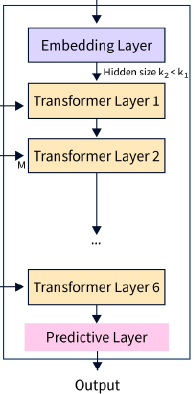 Embedding Layer
Hidden size k₂ < k₁
Transformer Layer 1
Transformer Layer 2
M
...
Transformer Layer 6
Predictive Layer
Output